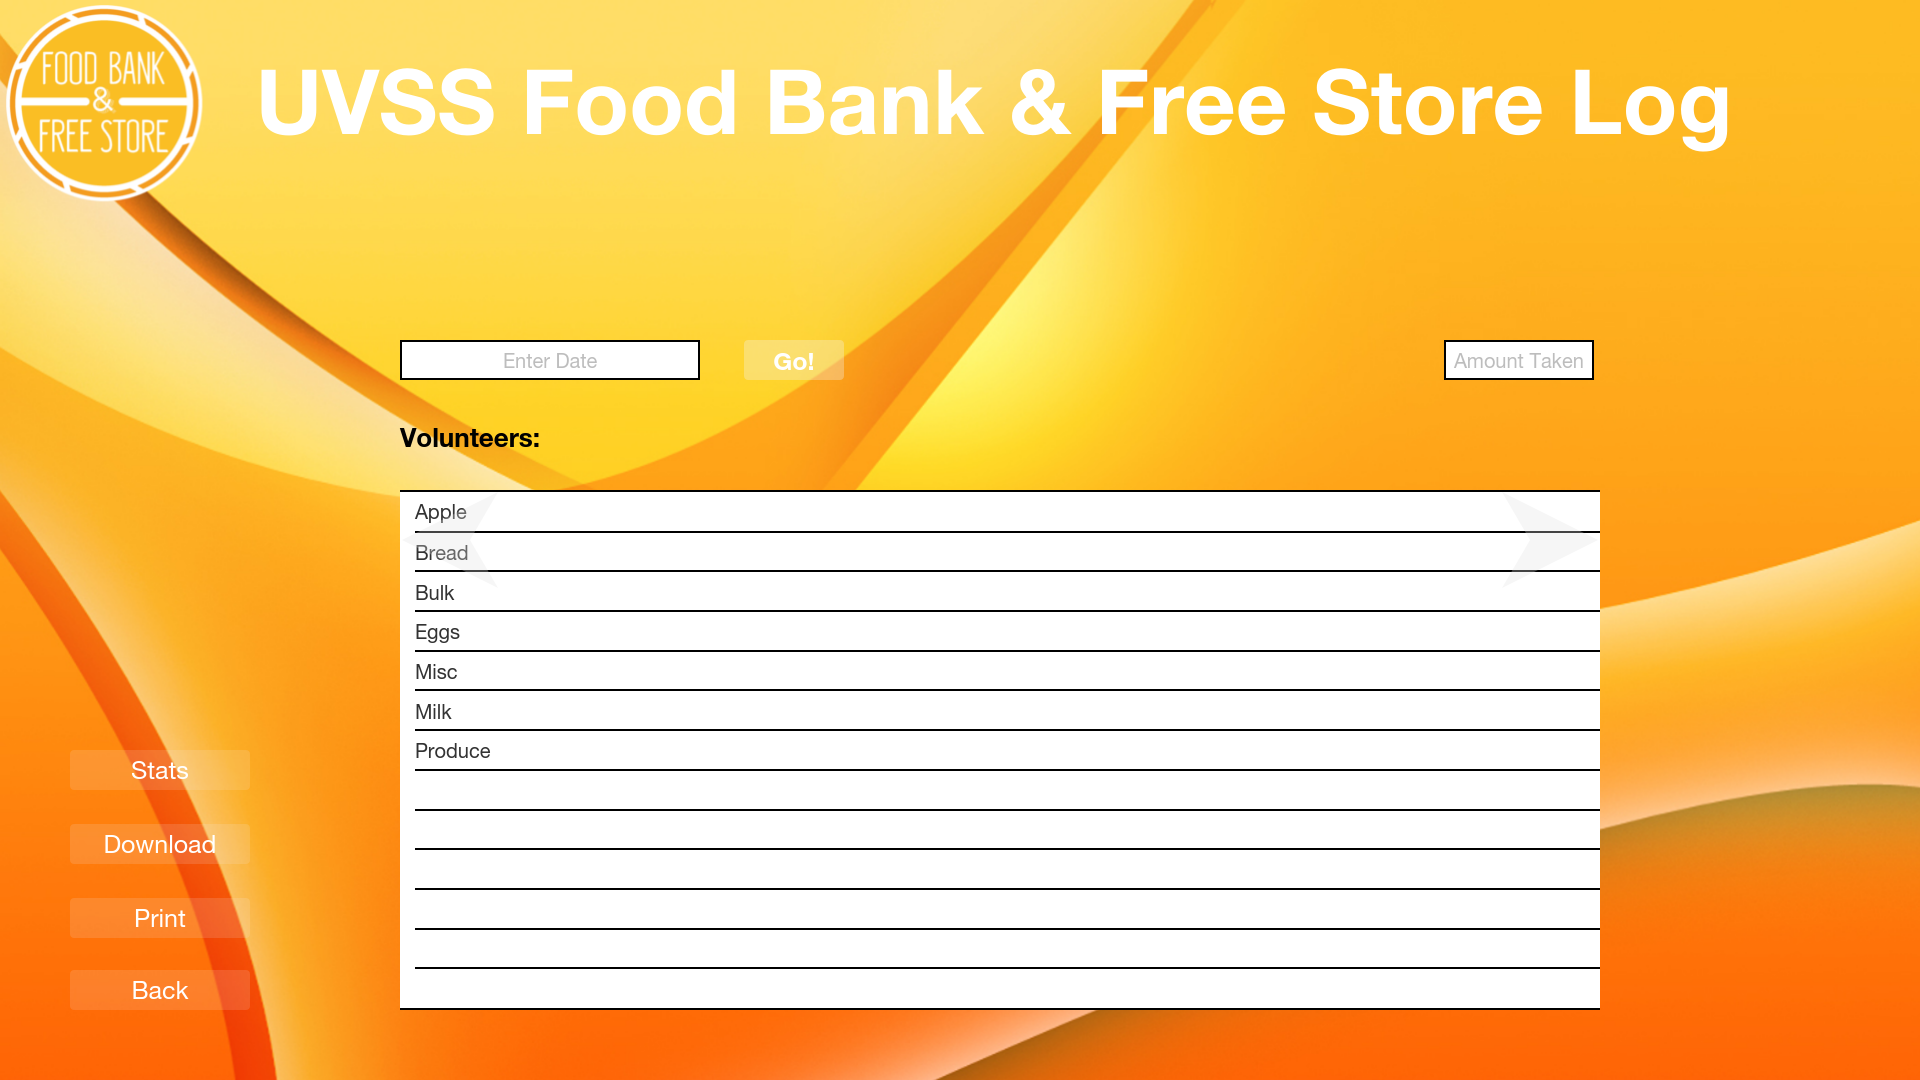 FOOD BANK
&
FREE STORE
UVSS Food Bank & Free Store Log
Enter Date
Go!
Amount Taken
Volunteers:
Apple
Bread
Bulk
Eggs
Misc
Milk
Produce
Stats
Download
Print
Back